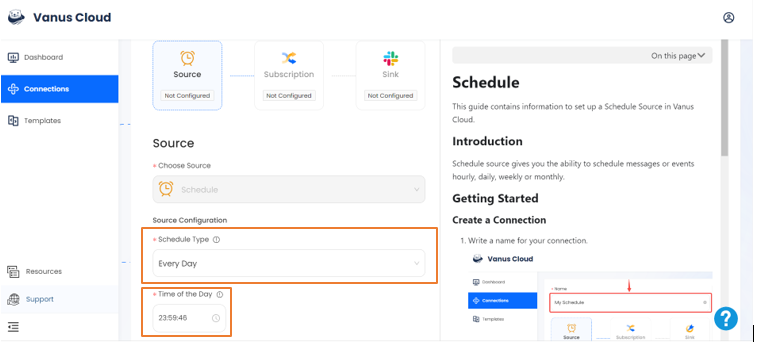 Vanus Cloud
Dashboard
Connections
Templates
Resources
Support
Source
Subscription
Sink
Not Configured
Not Configured
Not Configured
Source
* Choose Source
Schedule
Source Configuration
* Schedule Type
Every Day
* Time of the Day
23:59:46
On this page
Schedule
This guide contains information to set up a Schedule Source in Vanus
Cloud.
Introduction
Schedule source gives you the ability to schedule messages or events
hourly, daily, weekly or monthly.
Getting Started
Create a Connection
1. Write a name for your connection.
Vanus Cloud
Dashboard
Connections
Templates
* Name
My Schedule
Source
Subscription
Sink
?